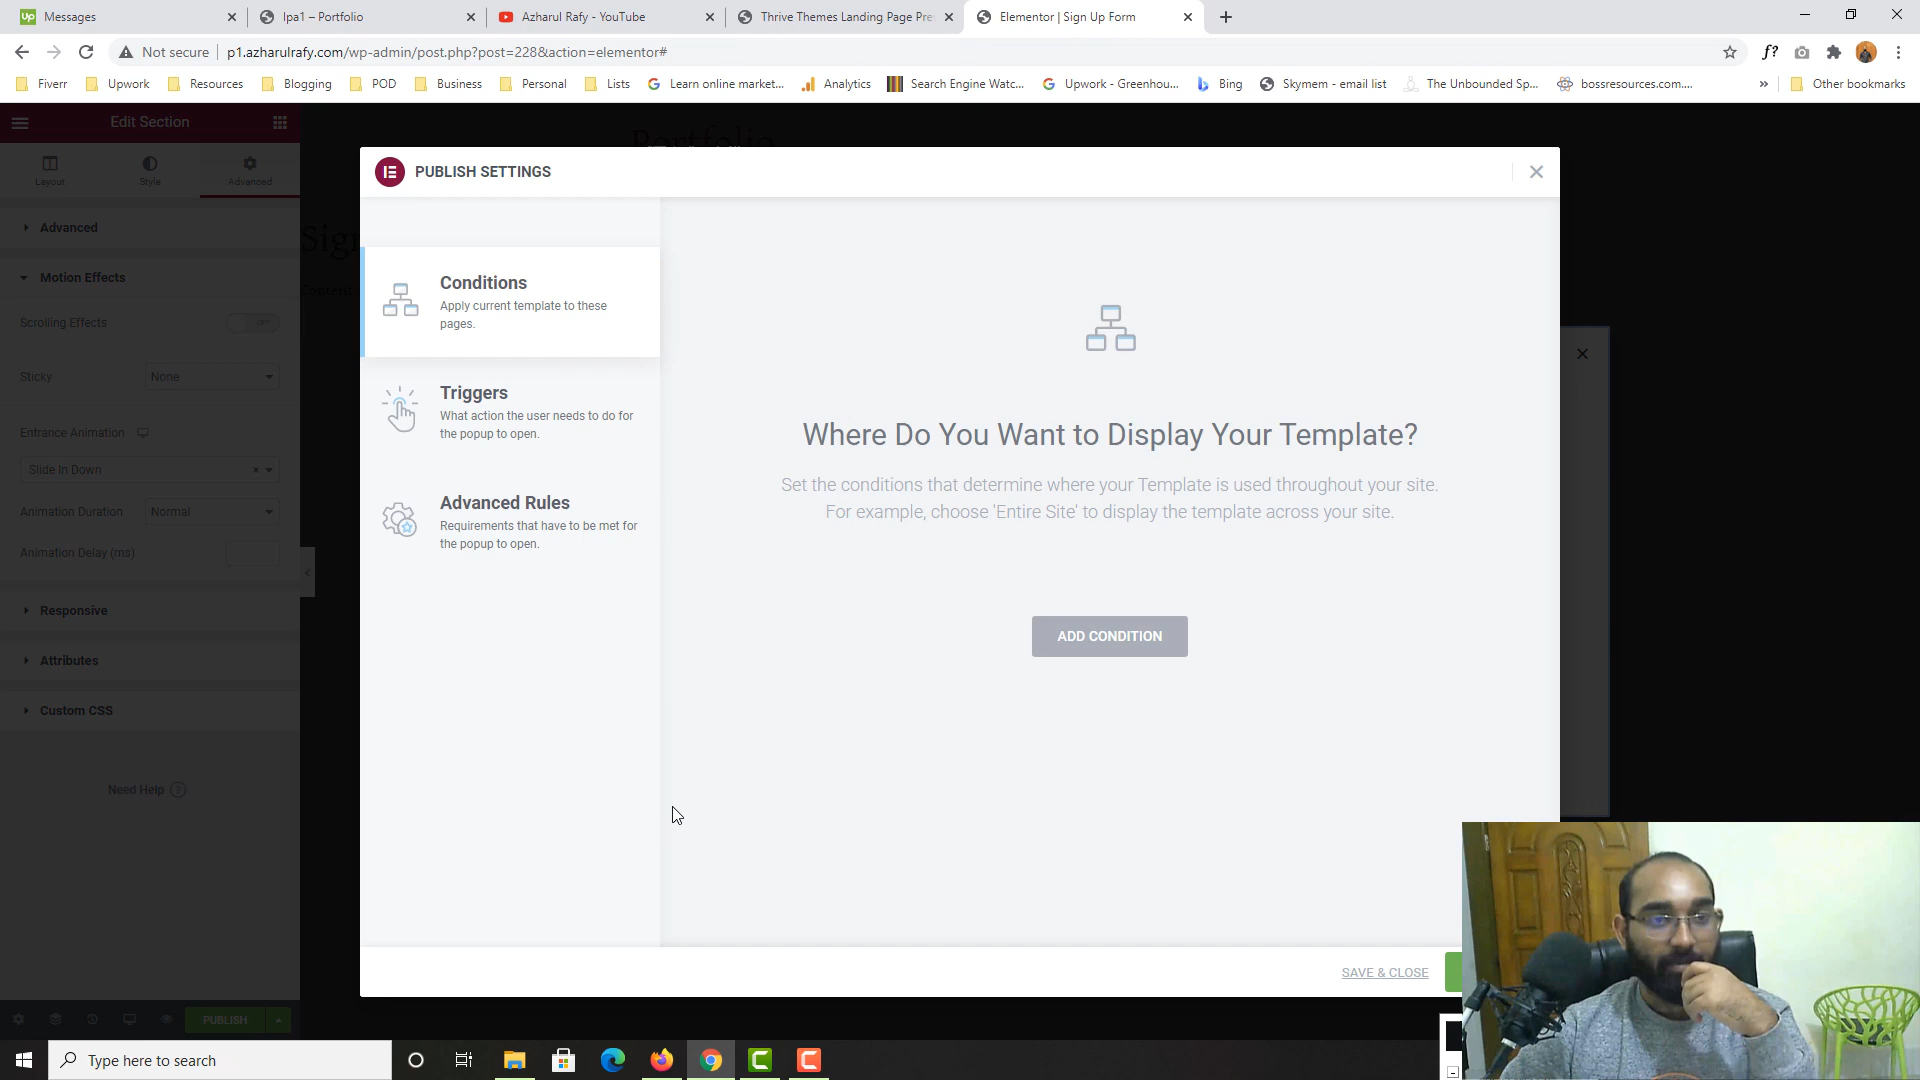 Up Messages
Ipa1 – Portfolio
Azharul Rafy - YouTube
Thrive Themes Landing Page Pre
Elementor | Sign Up Form
Not secure
p1.azharulrafy.com/wp-admin/post.php?post=228&action=elementor#
f?
Fiverr
Upwork
Resources
Blogging
POD
Business
Personal
Lists
Learn online market...
Analytics
Search Engine Watc...
Upwork - Greenhou...
Bing
Skymem - email list
The Unbounded Sp...
bossresources.com....
»
Other bookmarks
Edit Section
Portfolio
Layout
Style
Advanced
PUBLISH SETTINGS
Advanced
Sig
Motion Effects
Content
Scrolling Effects
OFF
Sticky
None
Entrance Animation
Slide In Down
Animation Duration
Normal
Animation Delay (ms)
Responsive
Attributes
Custom CSS
Need Help
PUBLISH
Conditions
Apply current template to these
pages.
Triggers
What action the user needs to do for
the popup to open.
Advanced Rules
Requirements that have to be met for
the popup to open.
Where Do You Want to Display Your Template?
Set the conditions that determine where your Template is used throughout your site.
For example, choose 'Entire Site' to display the template across your site.
ADD CONDITION
SAVE & CLOSE
Type here to search